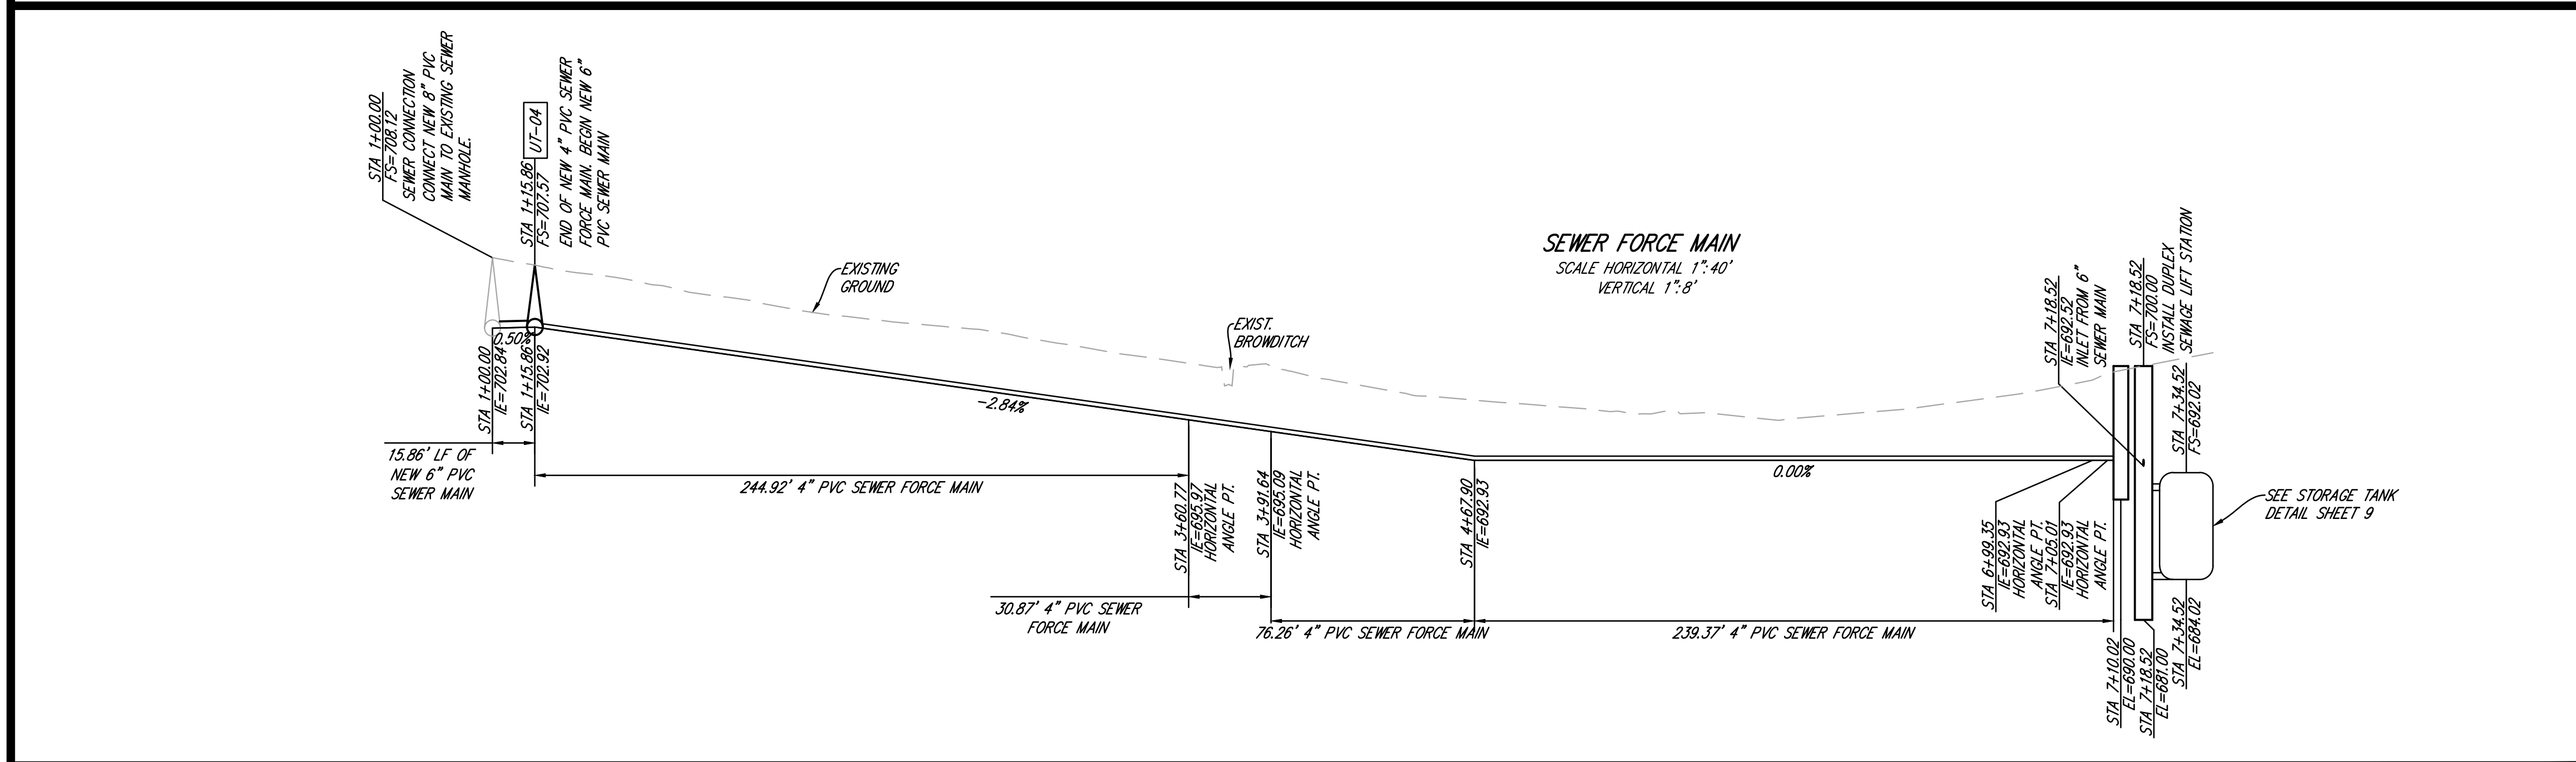 STA 1+00.00
FS=708.12
SEWER CONNECTION
CONNECT NEW 8" PVC
MAIN TO EXISTING SEWER
MANHOLE.
STA 1+15.86
UT-04
FS=707.57
END OF NEW 4" PVC SEWER
FORCE MAIN. BEGIN NEW 6"
PVC SEWER MAIN
EXISTING
GROUND
EXIST.
BROWDITCH
SEWER FORCE MAIN
SCALE HORIZONTAL 1":40'
VERTICAL 1":8'
STA 7+18.52
IE=692.52
INLET FROM 6"
SEWER MAIN
STA 7+18.52
FS=700.00
INSTALL DUPLEX
SEWAGE LIFT STATION
STA 7+34.52
FS=692.02
0.50%
STA 1+00.00
IE=702.84
STA 1+15.86
IE=702.92
-2.84%
0.00%
15.86' LF OF
NEW 6" PVC
SEWER MAIN
244.92' 4" PVC SEWER FORCE MAIN
STA 3+60.77
IE=695.97
HORIZONTAL
ANGLE PT.
STA 3+91.64
IE=695.09
HORIZONTAL
ANGLE PT.
STA 4+67.90
IE=692.93
STA 6+99.35
IE=692.93
HORIZONTAL
ANGLE PT.
STA 7+05.01
IE=692.93
HORIZONTAL
ANGLE PT.
SEE STORAGE TANK
DETAIL SHEET 9
30.87' 4" PVC SEWER
FORCE MAIN
76.26' 4" PVC SEWER FORCE MAIN
239.37' 4" PVC SEWER FORCE MAIN
STA 7+10.02
EL=690.00
STA 7+18.52
EL=681.00
STA 7+34.52
EL=684.02